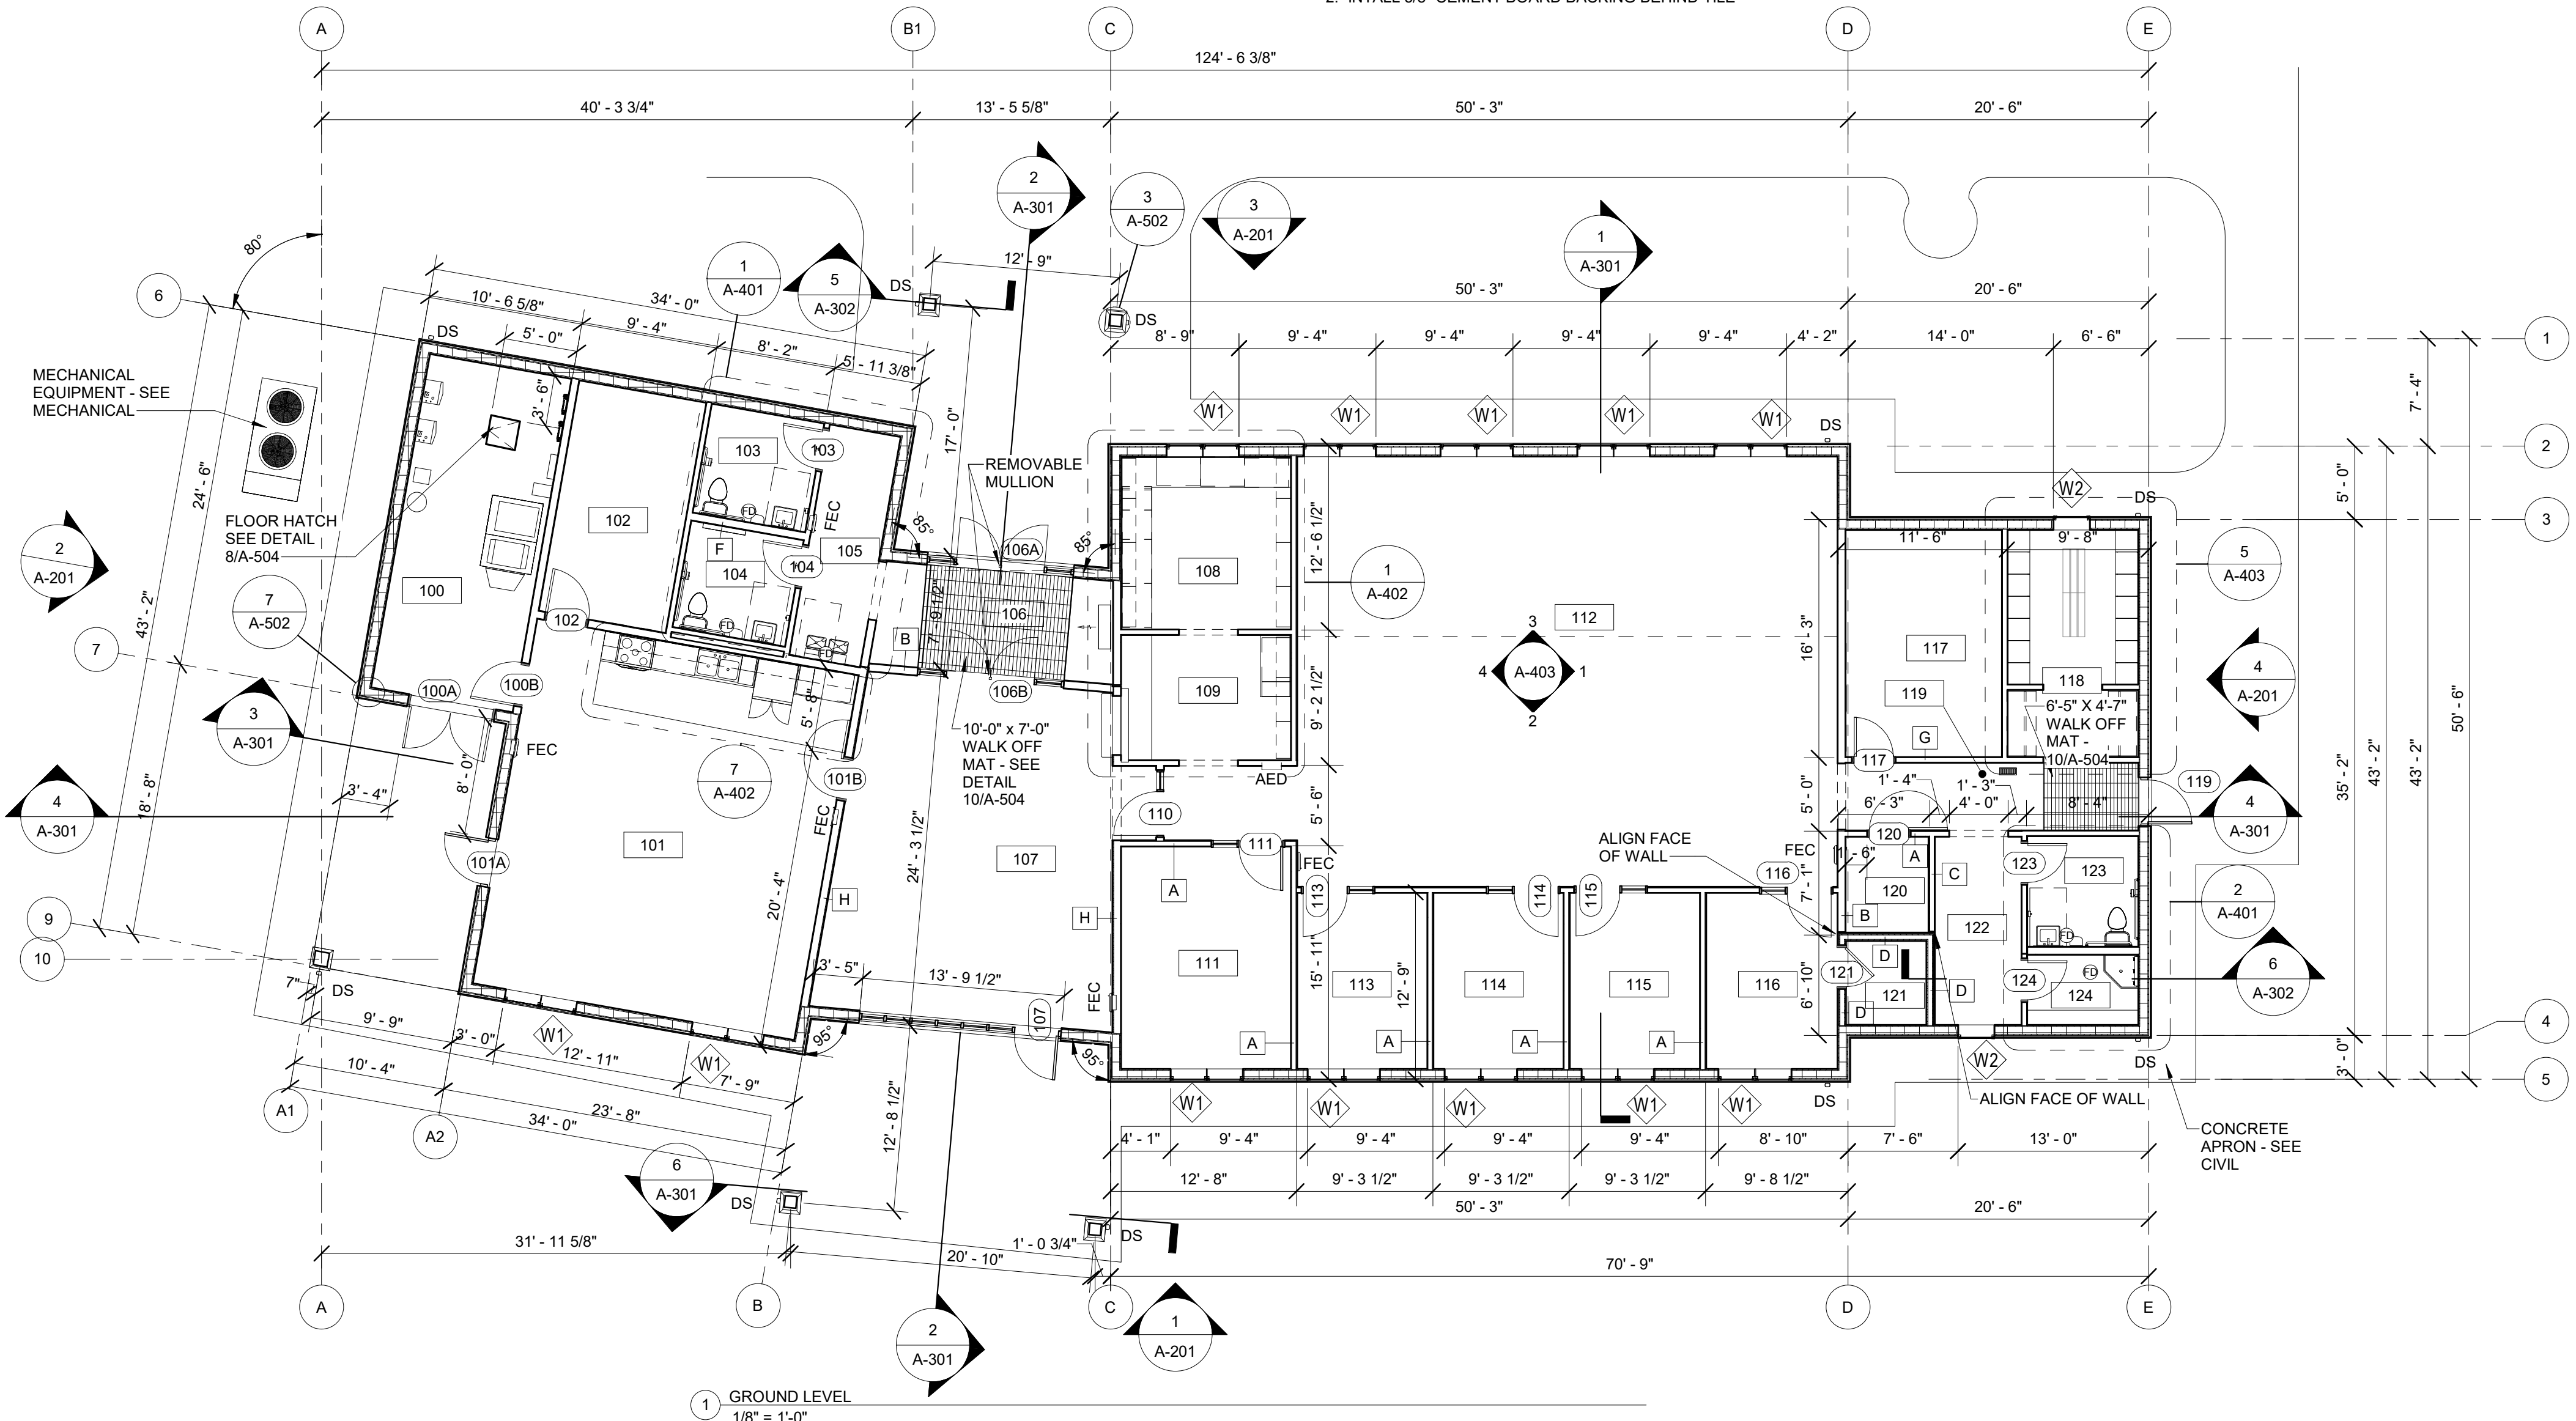 A
B1
C
D
E
124' - 6 3/8"
40' - 3 3/4"
13' - 5 5/8"
50' - 3"
20' - 6"
2
A-301
3
A-502
3
A-201
1
A-301
80°
1
A-401
5
A-302
DS
12' - 9"
6
10' - 6 5/8"
34' - 0"
9' - 4"
5' - 0"
8' - 2"
5' - 11 3/8"
DS
DS
50' - 3"
20' - 6"
8' - 9"
9' - 4"
9' - 4"
9' - 4"
9' - 4"
4' - 2"
14' - 0"
6' - 6"
1
MECHANICAL
EQUIPMENT - SEE
MECHANICAL
3' - 6"
17' - 0"
7' - 4"
W1
W1
W1
W1
W1
DS
2
REMOVABLE
MULLION
24' - 6"
103
103
FEC
FD
W2
DS
5' - 0"
3
FLOOR HATCH
SEE DETAIL
8/A-504
102
F
105
85°
106A
85°
12' - 6 1/2"
11' - 6"
9' - 8"
2
A-201
7
A-502
100
104
104
FD
FD
102
B
7' - 9 1/2"
106
108
1
A-402
3
112
4
A-403
1
2
16' - 3"
117
5
A-403
43' - 2"
7
100A
100B
106B
109
9' - 2 1/2"
119
118
4
A-201
50' - 6"
3
A-301
FEC
5' - 8"
10'-0" x 7'-0"
WALK OFF
MAT - SEE
DETAIL
10/A-504
6'-5" X 4'-7"
WALK OFF
MAT -
10/A-504
G
117
8' - 0"
3' - 4"
7
A-402
101B
AED
119
35' - 2"
43' - 2"
43' - 2"
4
A-301
18' - 8"
FEC
110
5' - 6"
5' - 0"
1' - 4"
1' - 3"
6' - 3"
4' - 0"
8' - 4"
4
A-301
101A
101
107
24' - 3 1/2"
111
FEC
ALIGN FACE
OF WALL
FEC
120
A
1' - 6"
123
123
C
A
113
114
115
116
7' - 1"
120
B
2
A-401
H
H
20' - 4"
9
10
122
FD
111
15' - 11"
113
12' - 9"
114
115
116
121
D
D
121
D
6' - 10"
124
FD
124
6
A-302
3' - 5"
13' - 9 1/2"
FEC
7"
DS
9' - 9"
3' - 0"
W1
12' - 11"
W1
7' - 9"
95°
107
95°
A
A
A
A
4
W2
DS
3' - 0"
5
10' - 4"
A1
A2
23' - 8"
34' - 0"
12' - 8 1/2"
W1
W1
W1
W1
W1
DS
ALIGN FACE OF WALL
CONCRETE
APRON - SEE
CIVIL
4' - 1"
9' - 4"
9' - 4"
9' - 4"
9' - 4"
8' - 10"
7' - 6"
13' - 0"
6
A-301
DS
12' - 8"
9' - 3 1/2"
9' - 3 1/2"
9' - 3 1/2"
9' - 8 1/2"
50' - 3"
20' - 6"
31' - 11 5/8"
1' - 0 3/4"
DS
20' - 10"
70' - 9"
A
B
C
D
E
2
A-301
1
A-201
1
GROUND LEVEL
1/8" = 1'-0"